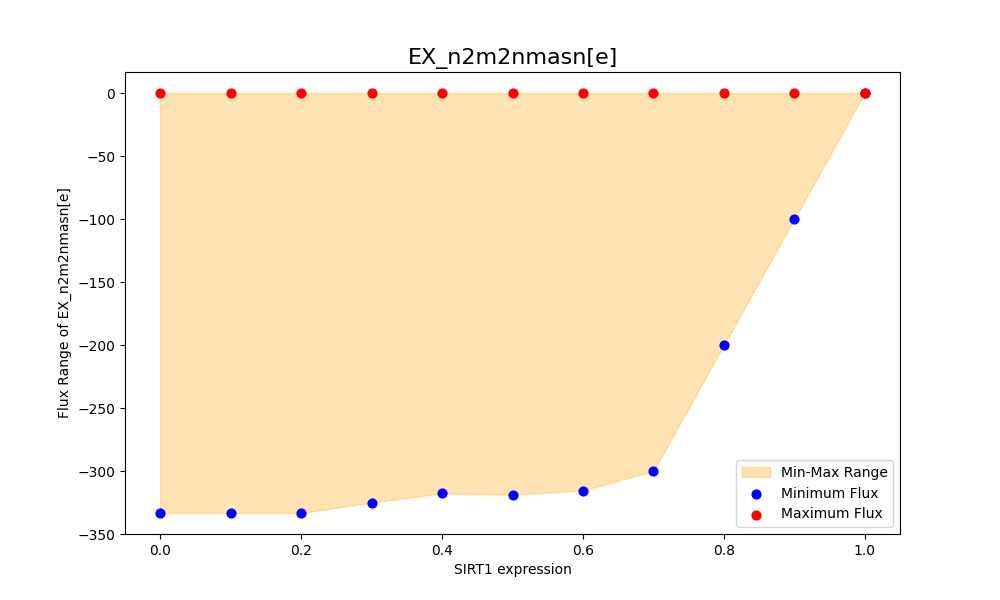 EX_n2m2nmasn[e]
Flux Range of EX_n2m2nmasn[e]
0
−50
−100
−150
−200
−250
−300
−350
0.0
0.2
0.4
0.6
0.8
1.0
SIRT1 expression
Min-Max Range
Minimum Flux
Maximum Flux